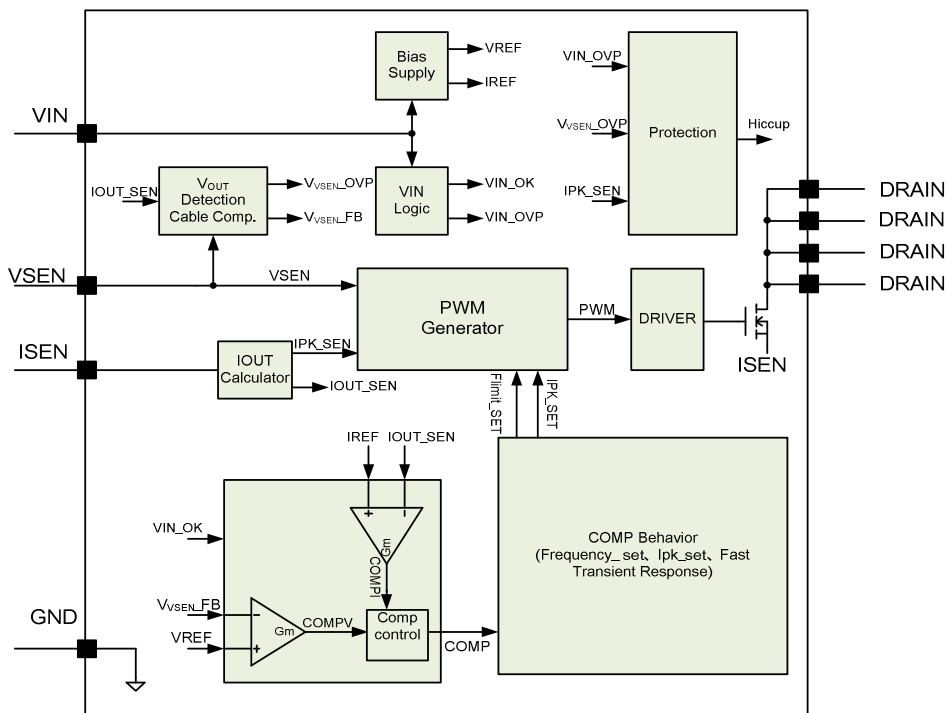 VIN
Bias
Supply
VREF
IREF
VIN_OVP
VVSEN_OVP
IPK_SEN
Protection
Hiccup
IOUT_SEN
VOUT
Detection
Cable Comp.
VVSEN_OVP
VVSEN_FB
VIN
Logic
VIN_OK
VIN_OVP
DRAIN
DRAIN
DRAIN
DRAIN
VSEN
VSEN
PWM
Generator
PWM
DRIVER
ISEN
ISEN
IOUT
Calculator
IPK_SEN
IOUT_SEN
Flimit_SET
IPK_SET
IREF
IOUT_SEN
VIN_OK
+
-
Gm
COMPI
VVSEN_FB
VREF
-
+
Gm
COMPV
Comp
control
COMP
COMP Behavior
(Frequency_set、Ipk_set、Fast
Transient Response)
GND